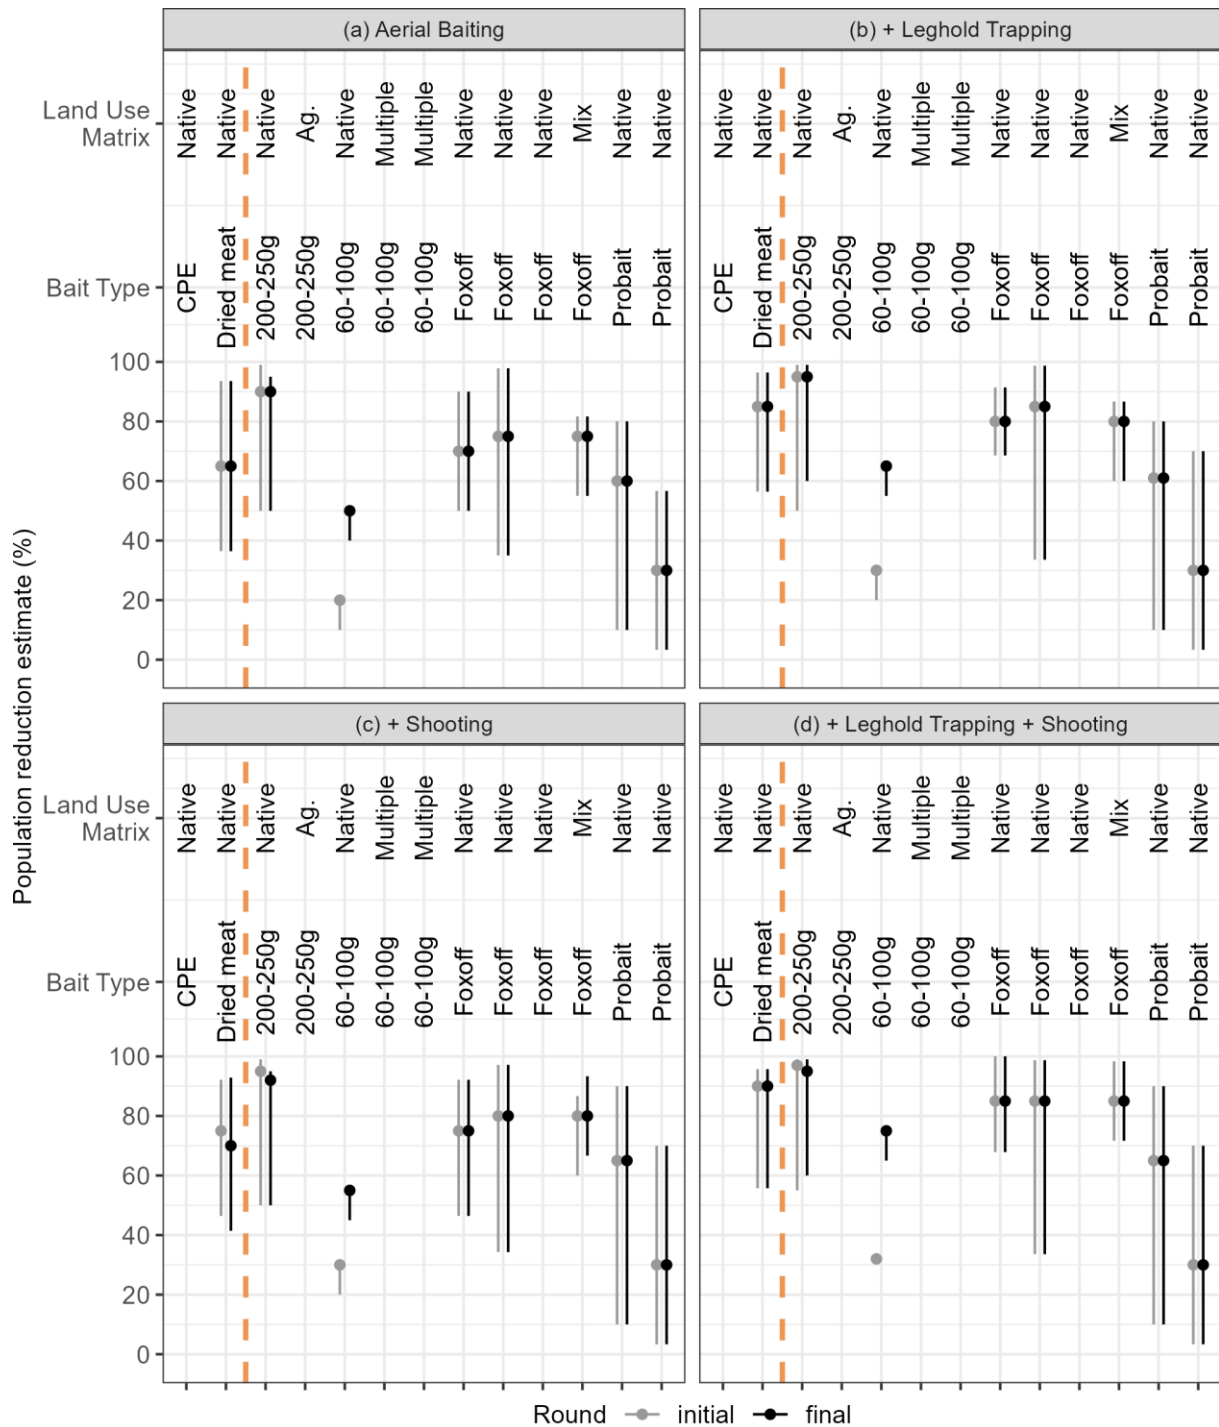 (a) Aerial Baiting
(b) + Leghold Trapping
Land Use
Matrix
Native Native Native Ag. Native Multiple Multiple Native Native Native Mix Native Native
Native Native Native Ag. Native Multiple Multiple Native Native Native Mix Native Native
Bait Type
CPE Dried meat 200-250g 200-250g 60-100g 60-100g 60-100g Foxoff Foxoff Foxoff Foxoff Probait Probait
CPE Dried meat 200-250g 200-250g 60-100g 60-100g 60-100g Foxoff Foxoff Foxoff Foxoff Probait Probait
100
80
60
40
20
0
Population reduction estimate (%)
(c) + Shooting
(d) + Leghold Trapping + Shooting
Land Use
Matrix
Native Native Native Ag. Native Multiple Multiple Native Native Native Mix Native Native
Native Native Native Ag. Native Multiple Multiple Native Native Native Mix Native Native
Bait Type
CPE Dried meat 200-250g 200-250g 60-100g 60-100g 60-100g Foxoff Foxoff Foxoff Foxoff Probait Probait
CPE Dried meat 200-250g 200-250g 60-100g 60-100g 60-100g Foxoff Foxoff Foxoff Foxoff Probait Probait
100
80
60
40
20
0
Round initial final